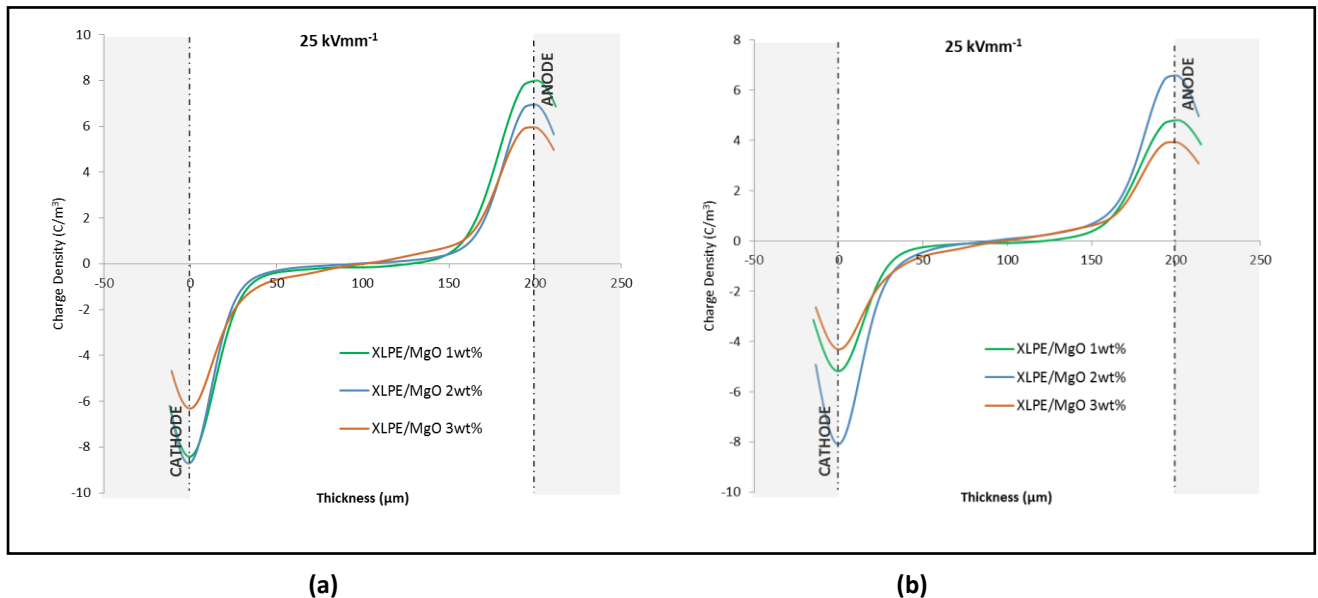 25 kVmm⁻¹
10
8
6
4
2
0
-2
-4
-6
-8
-10
-50
0
50
100
150
200
250
Charge Density (C/m³)
Thickness (μm)
CATHODE
ANODE
XLPE/MgO 1wt%
XLPE/MgO 2wt%
XLPE/MgO 3wt%
(a)
25 kVmm⁻¹
8
6
4
2
0
-2
-4
-6
-8
-10
-50
0
50
100
150
200
250
Charge Density (C/m³)
Thickness (μm)
CATHODE
ANODE
XLPE/MgO 1wt%
XLPE/MgO 2wt%
XLPE/MgO 3wt%
(b)